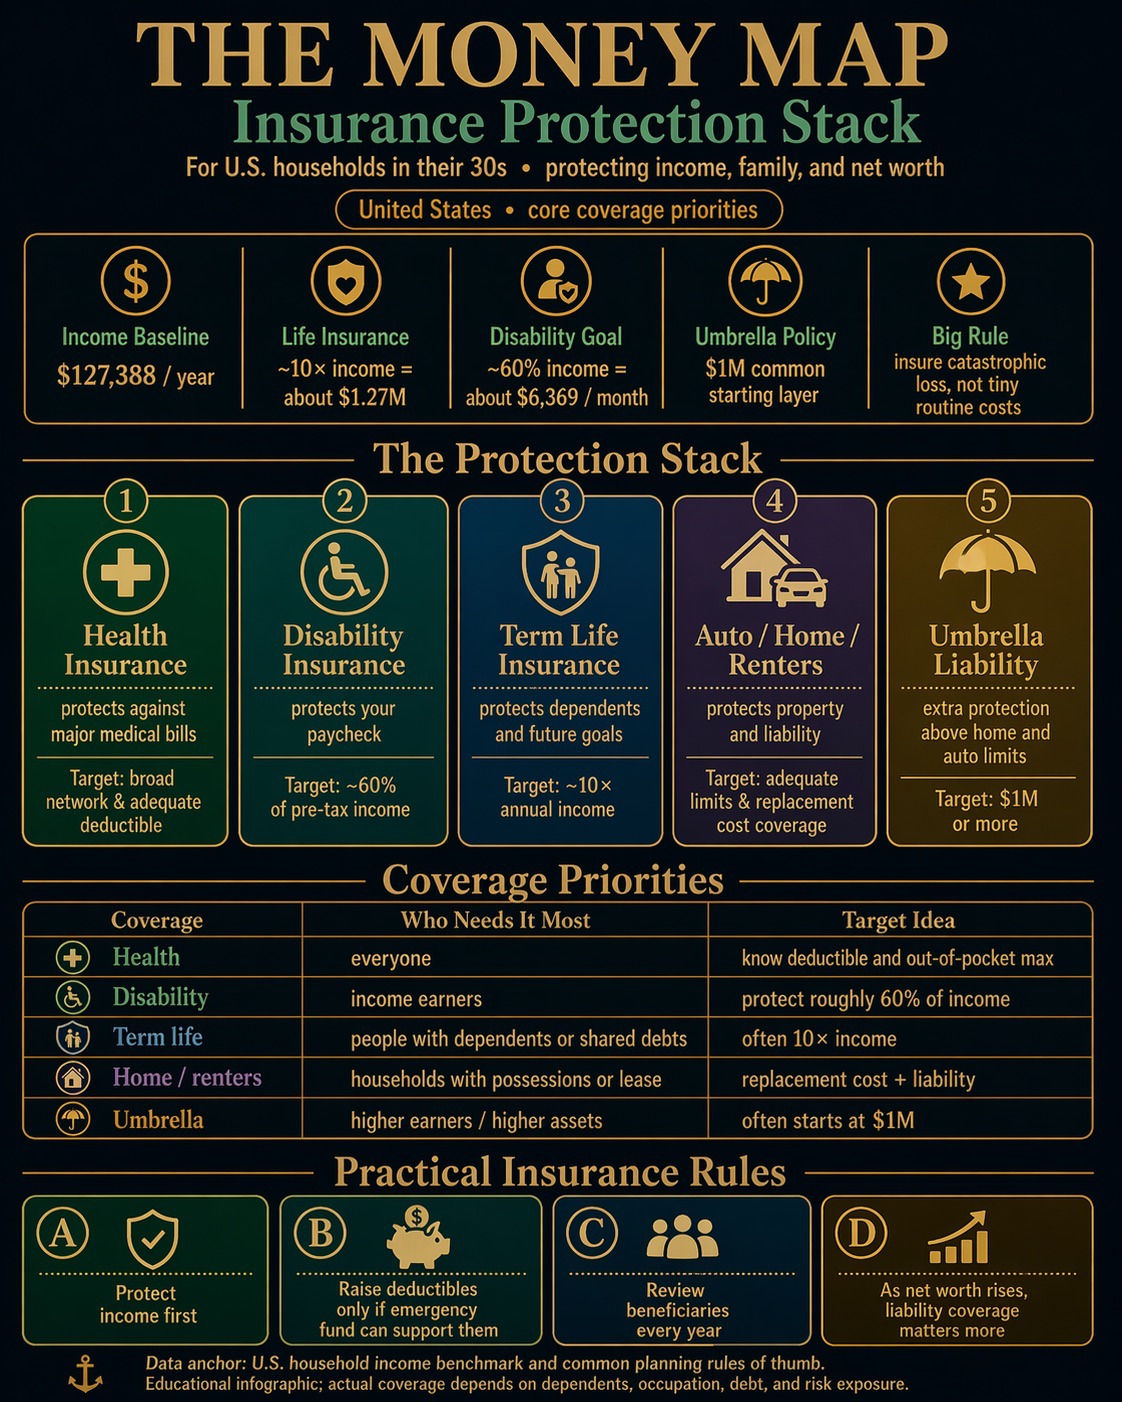 THE MONEY MAP
Insurance Protection Stack
For U.S. households in their 30s • protecting income, family, and net worth
United States • core coverage priorities
$
Income Baseline
$127,388 / year
Life Insurance
~10× income =
about $1.27M
Disability Goal
~60% income =
about $6,369 / month
Umbrella Policy
$1M common
starting layer
Big Rule
insure catastrophic
loss, not tiny
routine costs
The Protection Stack
1
Health
Insurance
protects against
major medical bills
Target: broad
network & adequate
deductible
2
Disability
Insurance
protects your
paycheck
Target: ~60%
of pre-tax income
3
Term Life
Insurance
protects dependents
and future goals
Target: ~10×
annual income
4
Auto / Home /
Renters
protects property
and liability
Target: adequate
limits & replacement
cost coverage
5
Umbrella
Liability
extra protection
above home and
auto limits
Target: $1M
or more
Coverage Priorities
Coverage Who Needs It Most Target Idea
Health everyone know deductible and out-of-pocket max
Disability income earners protect roughly 60% of income
Term life people with dependents or shared debts often 10× income
Home / renters households with possessions or lease replacement cost + liability
Umbrella higher earners / higher assets often starts at $1M
Practical Insurance Rules
A
Protect
income first
B
$
Raise deductibles
only if emergency
fund can support them
C
Review
beneficiaries
every year
D
As net worth rises,
liability coverage
matters more
Data anchor: U.S. household income benchmark and common planning rules of thumb.
Educational infographic; actual coverage depends on dependents, occupation, debt, and risk exposure.